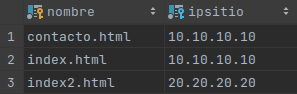 nombre ipsitio
1 contacto.html 10.10.10.10
2 index.html 10.10.10.10
3 index2.html 20.20.20.20